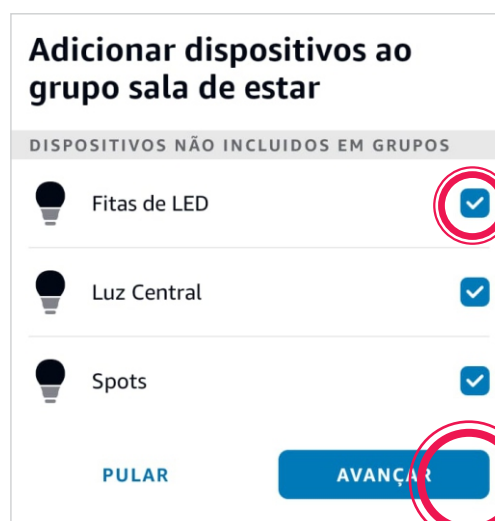 Adicionar dispositivos ao
grupo sala de estar
DISPOSITIVOS NÃO INCLUIDOS EM GRUPOS
Fitas de LED
Luz Central
Spots
PULAR
AVANÇAR